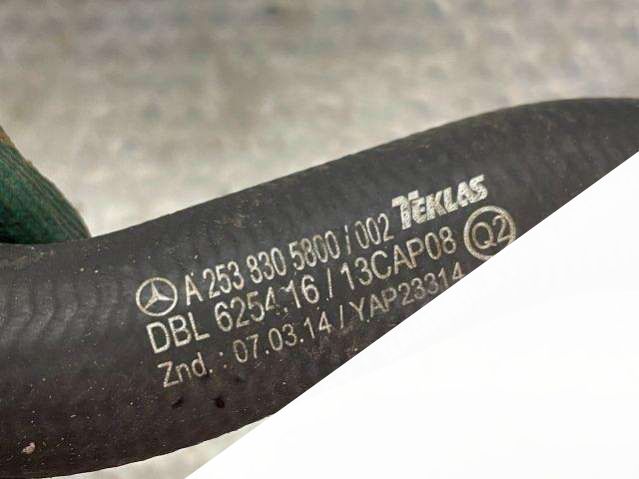 TEKLAS
A 253 830 5800 / 002
DBL 6254.16 / 13CAP08 Q2
Znd. : 07.03.14 / YAP23314